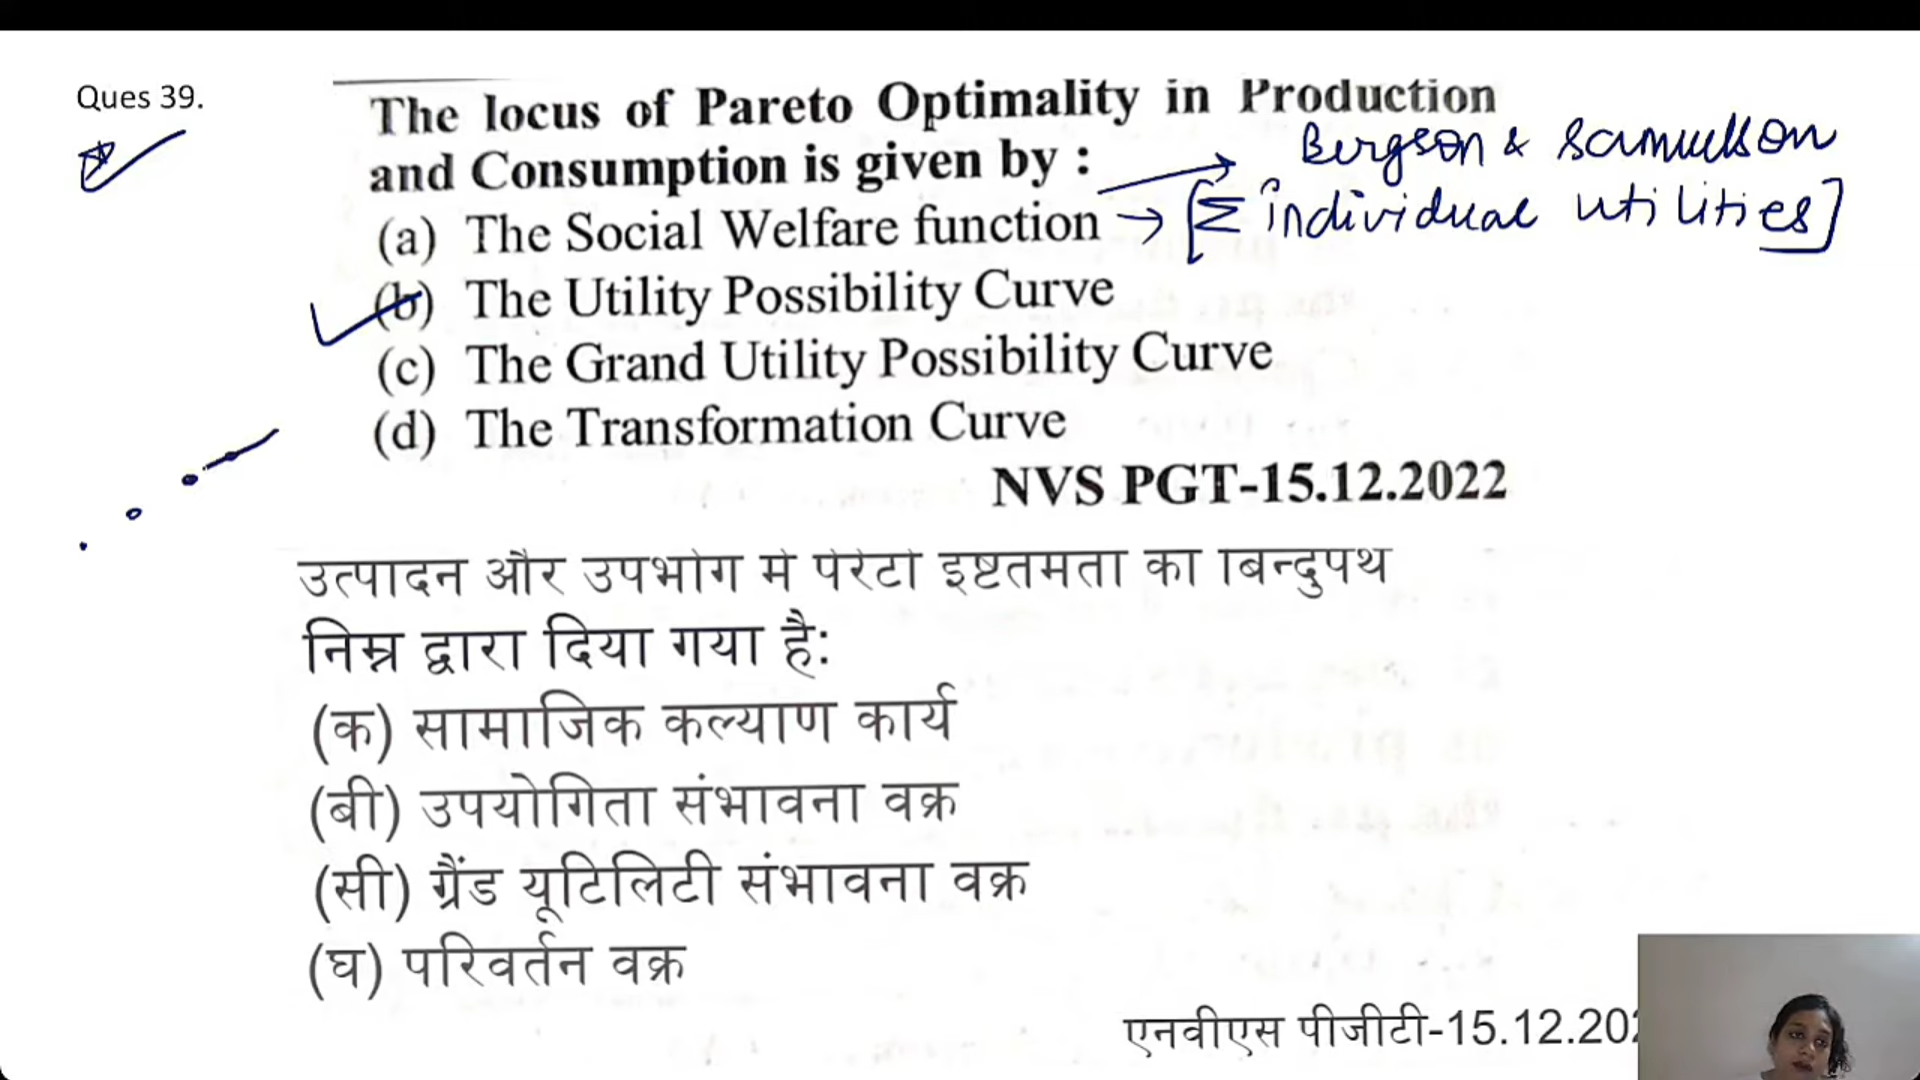 Ques 39.
The locus of Pareto Optimality in Production
and Consumption is given by :
Bergson & Samuelson
(a) The Social Welfare function → [Σ individual utilities]
(b) The Utility Possibility Curve
(c) The Grand Utility Possibility Curve
(d) The Transformation Curve
NVS PGT-15.12.2022
उत्पादन और उपभोग में पेरेटो इष्टतमता का बिन्दुपथ
निम्न द्वारा दिया गया है:
(क) सामाजिक कल्याण कार्य
(बी) उपयोगिता संभावना वक्र
(सी) ग्रैंड यूटिलिटी संभावना वक्र
(घ) परिवर्तन वक्र
एनवीएस पीजीटी-15.12.202